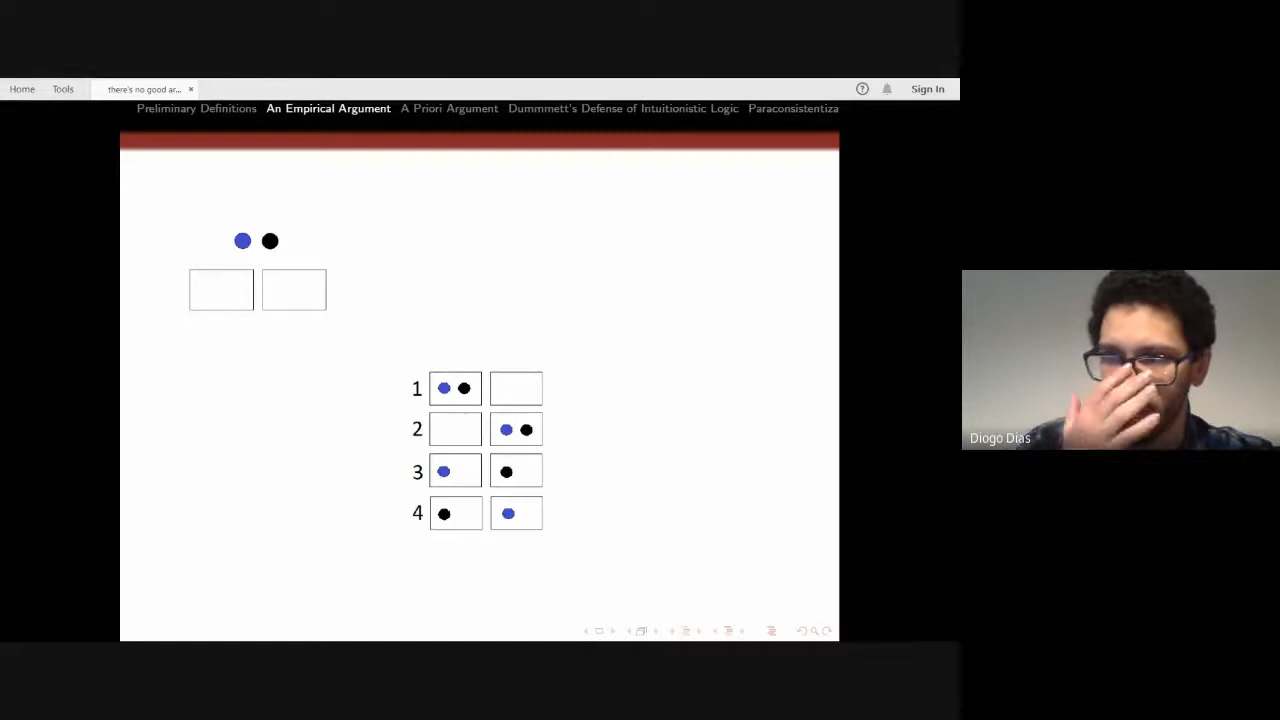 Home Tools there's no good ar... × ? Sign In
Preliminary Definitions An Empirical Argument A Priori Argument Dummmett's Defense of Intuitionistic Logic Paraconsistentiza
1
2
3
4
Diogo Dias